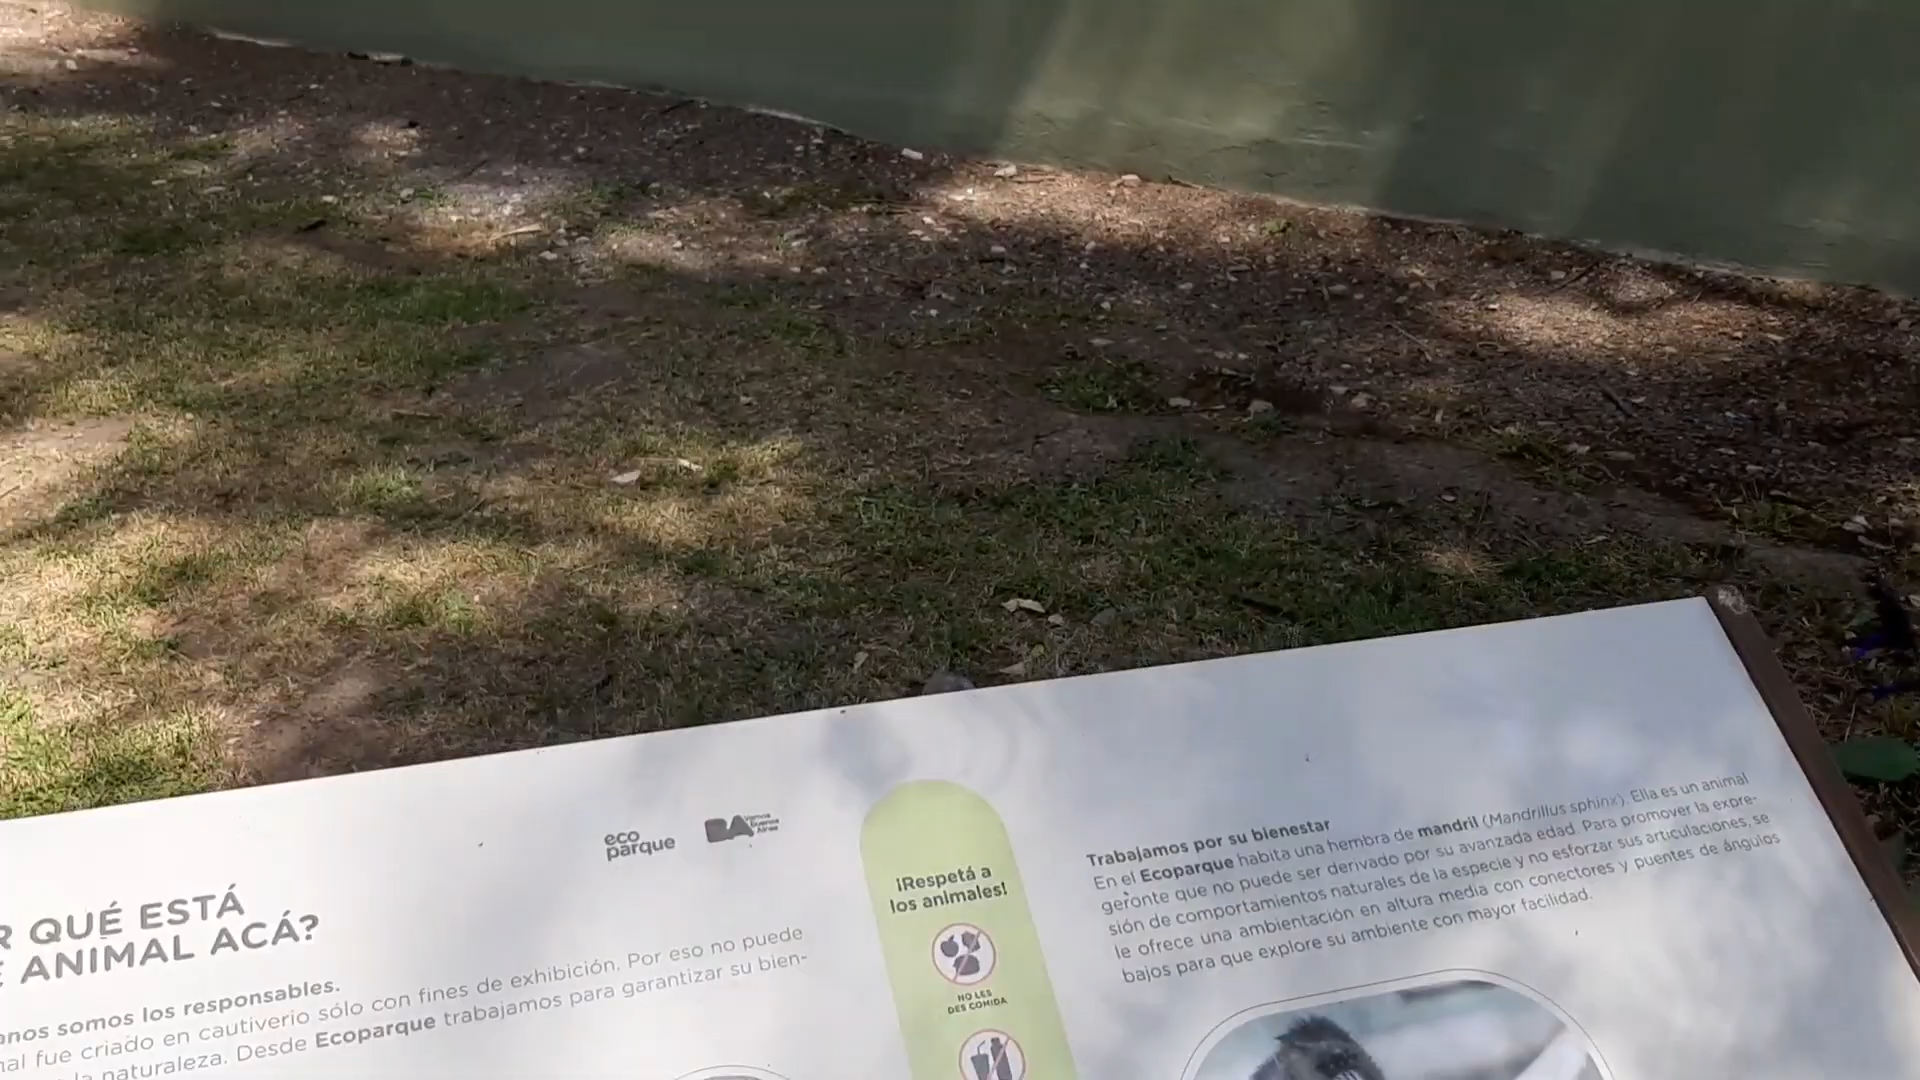 eco
parque
BA
Vamos
Buenos
Aires
R QUÉ ESTÁ
E ANIMAL ACÁ?
anos somos los responsables.
nal fue criado en cautiverio sólo con fines de exhibición. Por eso no puede
la naturaleza. Desde Ecoparque trabajamos para garantizar su bien-
¡Respetá a
los animales!
NO LES
DES COMIDA
Trabajamos por su bienestar
En el Ecoparque habita una hembra de mandril (Mandrillus sphinx). Ella es un animal
geronte que no puede ser derivado por su avanzada edad. Para promover la expre-
sión de comportamientos naturales de la especie y no esforzar sus articulaciones, se
le ofrece una ambientación en altura media con conectores y puentes de ángulos
bajos para que explore su ambiente con mayor facilidad.